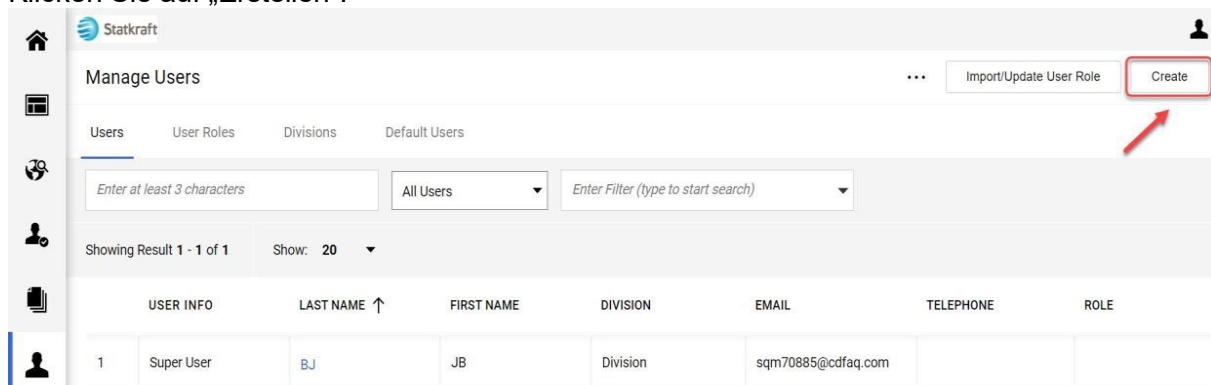 Klicken Sie auf „Erstellen“.
Statkraft
Manage Users ... Import/Update User Role Create
Users User Roles Divisions Default Users
Enter at least 3 characters All Users Enter Filter (type to start search)
Showing Result 1 - 1 of 1 Show: 20
USER INFO LAST NAME ↑ FIRST NAME DIVISION EMAIL TELEPHONE ROLE
1 Super User BJ JB Division sqm70885@cdfaq.com